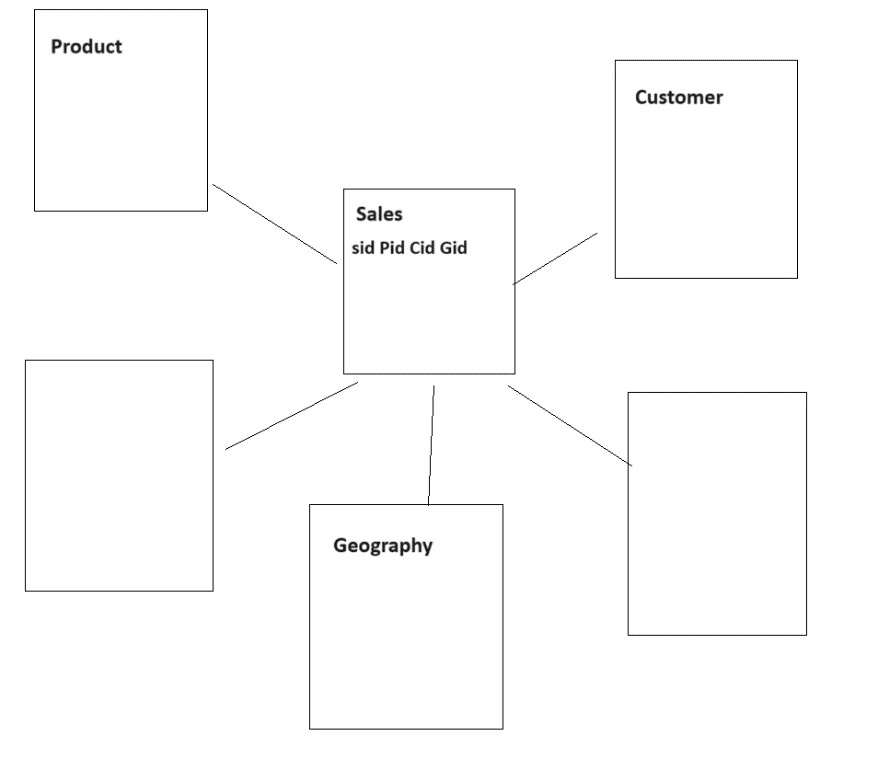 Product
Customer
Sales
sid Pid Cid Gid
Geography